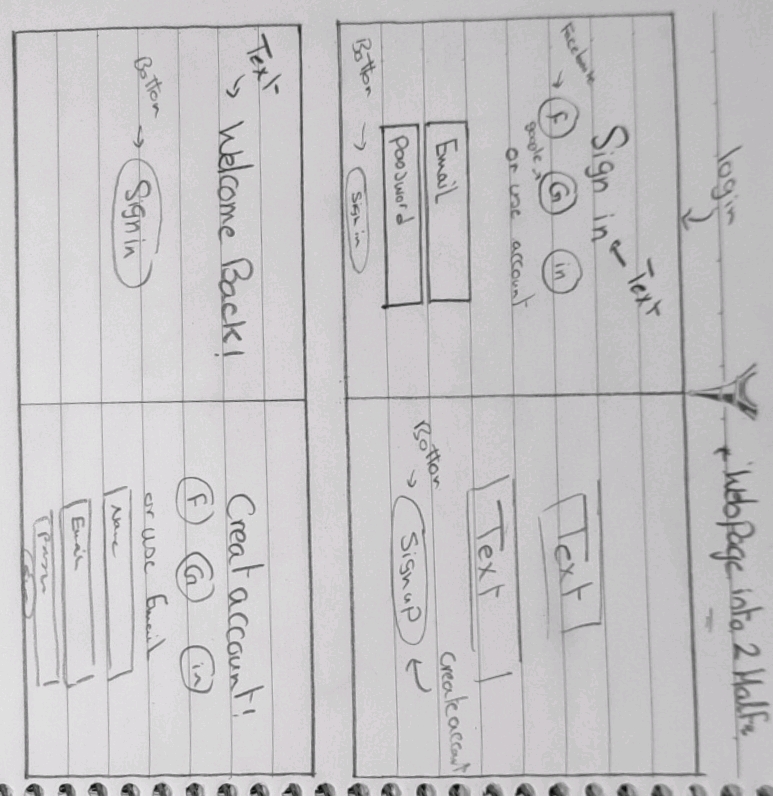 login
+ WebPage into 2 Halfs
Sign in ← Text
Facebook → F G in
google
or use account
Email
Password
Botton → Sign in
Text
Text
Botton → Sign up
Create account
Text → Welcome Back!
Botton → Sign in
Creat account!
F G in
or use Email
Name
Email